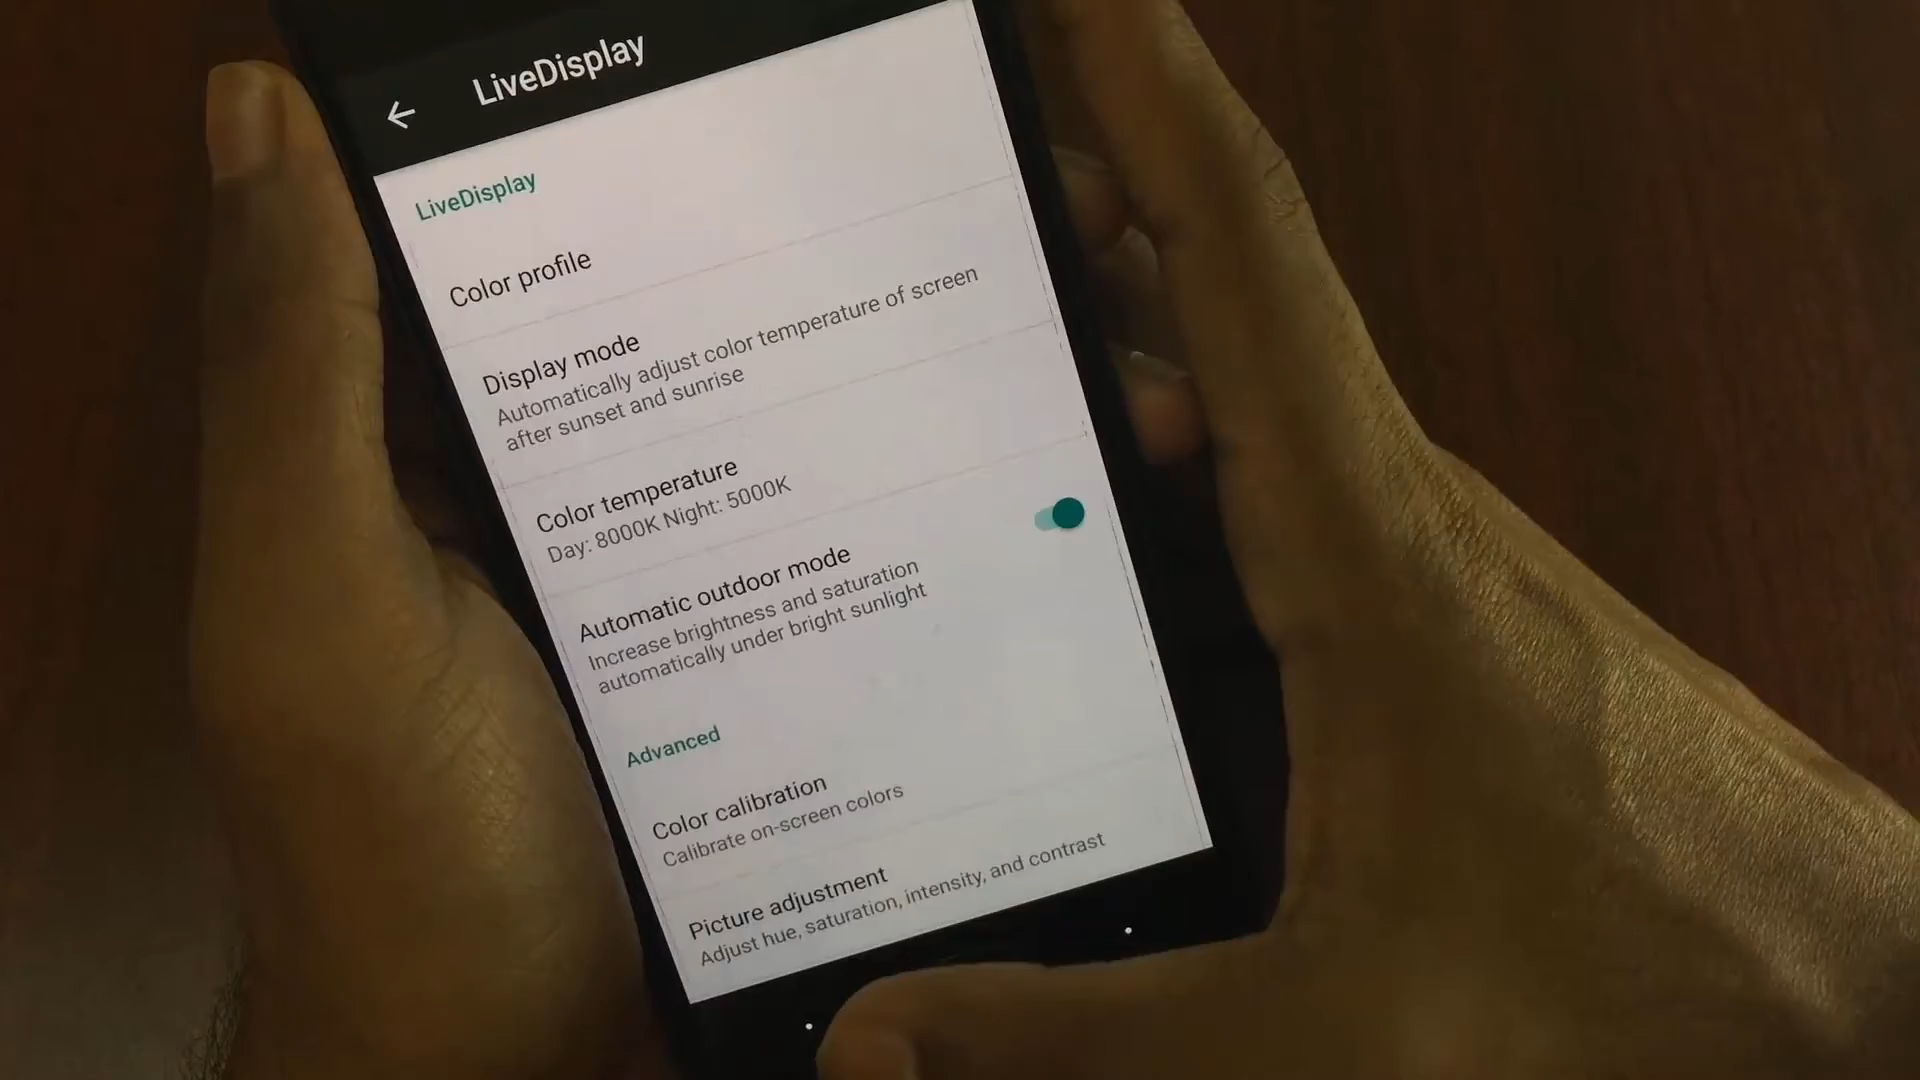 LiveDisplay
LiveDisplay
Color profile
Display mode
Automatically adjust color temperature of screen
after sunset and sunrise
Color temperature
Day: 8000K Night: 5000K
Automatic outdoor mode
Increase brightness and saturation
automatically under bright sunlight
Advanced
Color calibration
Calibrate on-screen colors
Picture adjustment
Adjust hue, saturation, intensity, and contrast